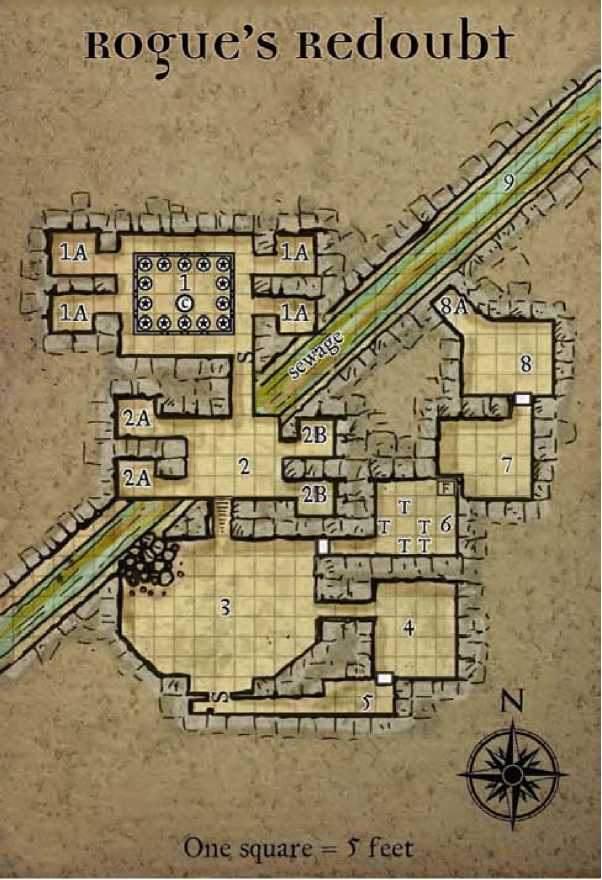 Rogue's Redoubt
9
1A 1A
1
c
1A 1A
8A
sewage
S
8
2A 2B
2
7
2A 2B
F
T
T T 6
T T
3
4
S
5
N
One square = 5 feet